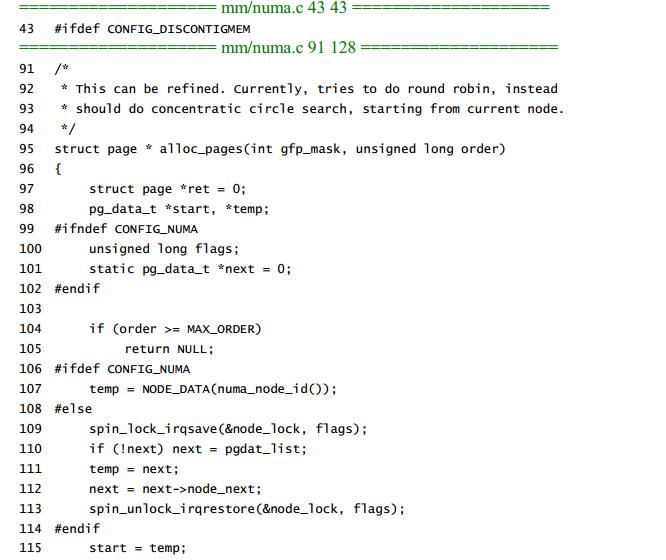 ==================== mm/numa.c 43 43 ====================
43 #ifdef CONFIG_DISCONTIGMEM
==================== mm/numa.c 91 128 ====================
91 /*
92 * This can be refined. Currently, tries to do round robin, instead
93 * should do concentratic circle search, starting from current node.
94 */
95 struct page * alloc_pages(int gfp_mask, unsigned long order)
96 {
97 struct page *ret = 0;
98 pg_data_t *start, *temp;
99 #ifndef CONFIG_NUMA
100 unsigned long flags;
101 static pg_data_t *next = 0;
102 #endif
103
104 if (order >= MAX_ORDER)
105 return NULL;
106 #ifdef CONFIG_NUMA
107 temp = NODE_DATA(numa_node_id());
108 #else
109 spin_lock_irqsave(&node_lock, flags);
110 if (!next) next = pgdat_list;
111 temp = next;
112 next = next->node_next;
113 spin_unlock_irqrestore(&node_lock, flags);
114 #endif
115 start = temp;